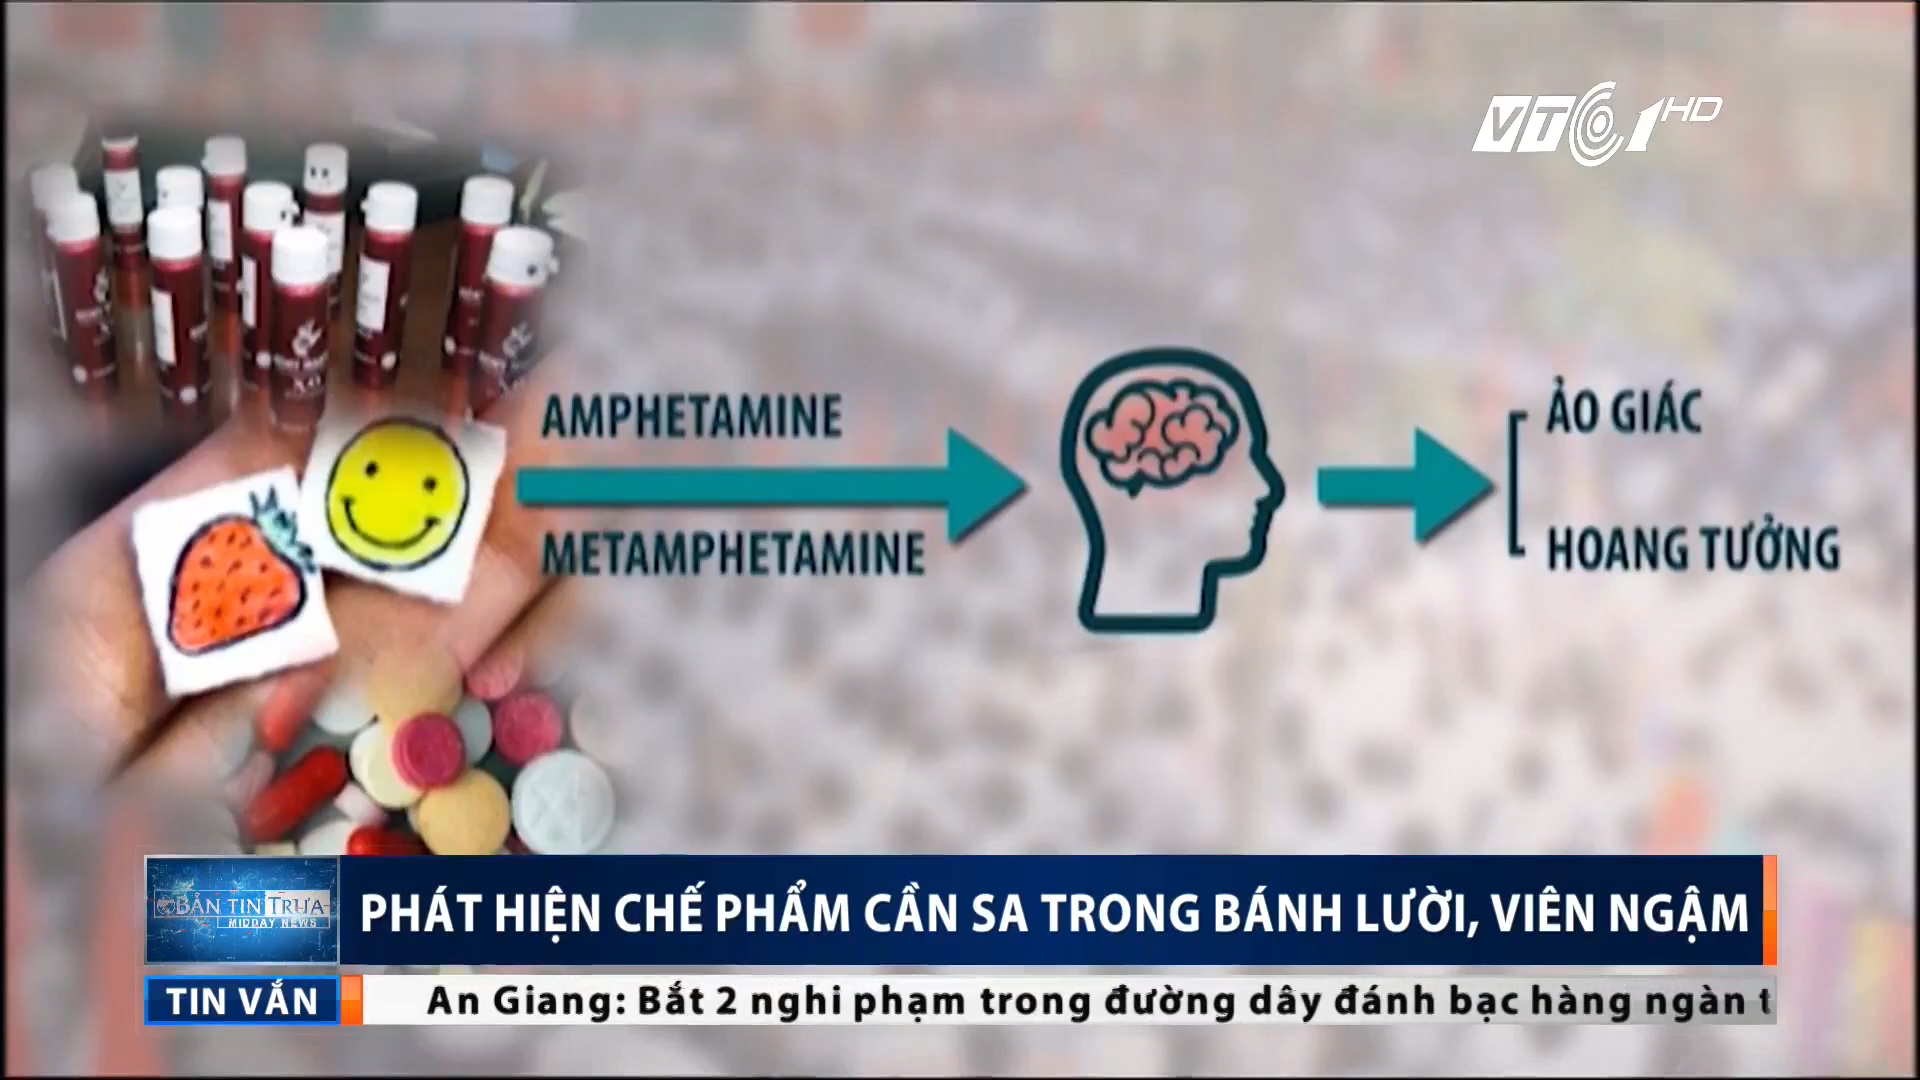 VTC1 HD
AMPHETAMINE
METAMPHETAMINE
ẢO GIÁC
HOANG TƯỞNG
BẢN TIN TRƯA
MIDDAY NEWS
PHÁT HIỆN CHẾ PHẨM CẦN SA TRONG BÁNH LƯỜI, VIÊN NGẬM
TIN VẮN
An Giang: Bắt 2 nghi phạm trong đường dây đánh bạc hàng ngàn t